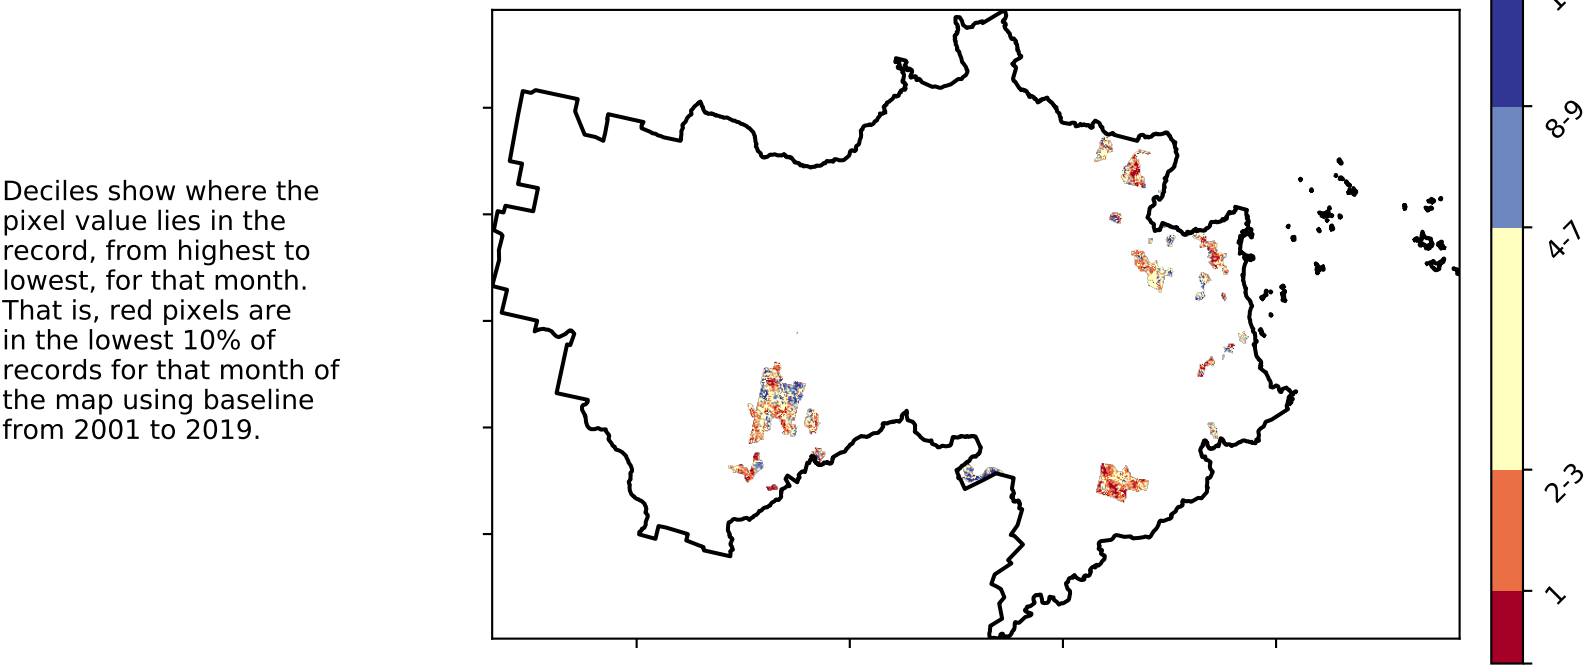 Deciles show where the
pixel value lies in the
record, from highest to
lowest, for that month.
That is, red pixels are
in the lowest 10% of
records for that month of
the map using baseline
from 2001 to 2019.
8-9
4-7
2-3
1